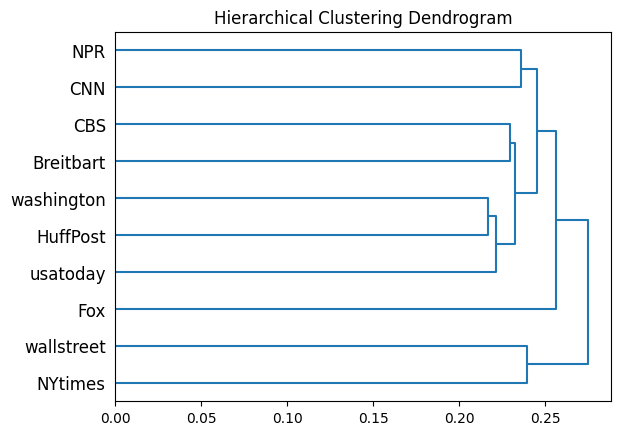 Hierarchical Clustering Dendrogram
NPR
CNN
CBS
Breitbart
washington
HuffPost
usatoday
Fox
wallstreet
NYtimes
0.00 0.05 0.10 0.15 0.20 0.25